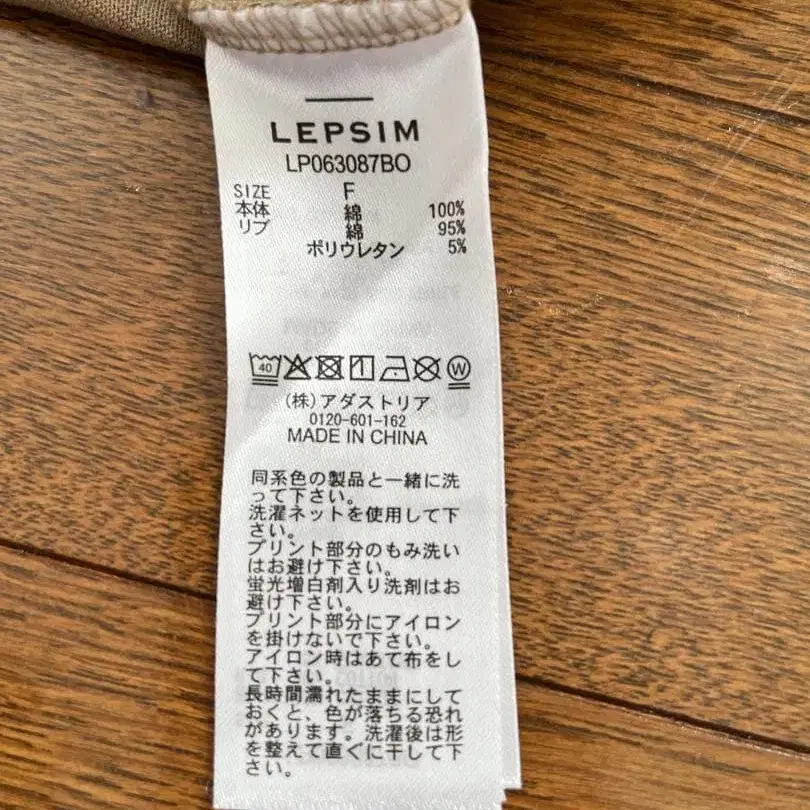 LEPSIM
LP063087BO
SIZE F
本体 綿 100%
リブ 綿 95%
ポリウレタン 5%
40 W
(株)アダストリア
0120-601-162
MADE IN CHINA
同系色の製品と一緒に洗
って下さい。
洗濯ネットを使用して下
さい。
プリント部分のもみ洗い
はお避け下さい。
蛍光増白剤入り洗剤はお
避け下さい。
プリント部分にアイロン
を掛けないで下さい。
アイロン時はあて布をし
て下さい。
長時間濡れたままにして
おくと、色が落ちる恐れ
があります。洗濯後は形
を整えて直ぐに干して下
さい。